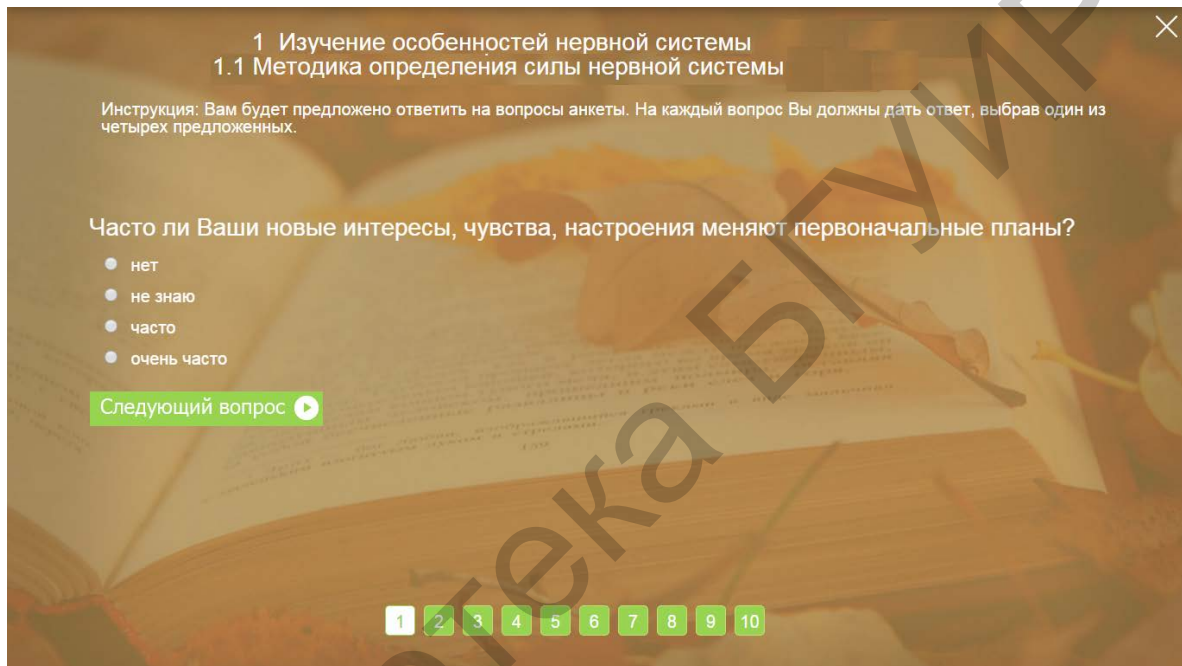 1 Изучение особенностей нервной системы
1.1 Методика определения силы нервной системы
Инструкция: Вам будет предложено ответить на вопросы анкеты. На каждый вопрос Вы должны дать ответ, выбрав один из
четырех предложенных.
Часто ли Ваши новые интересы, чувства, настроения меняют первоначальные планы?
нет
не знаю
часто
очень часто
Следующий вопрос
1 2 3 4 5 6 7 8 9 10
тека БГУИР